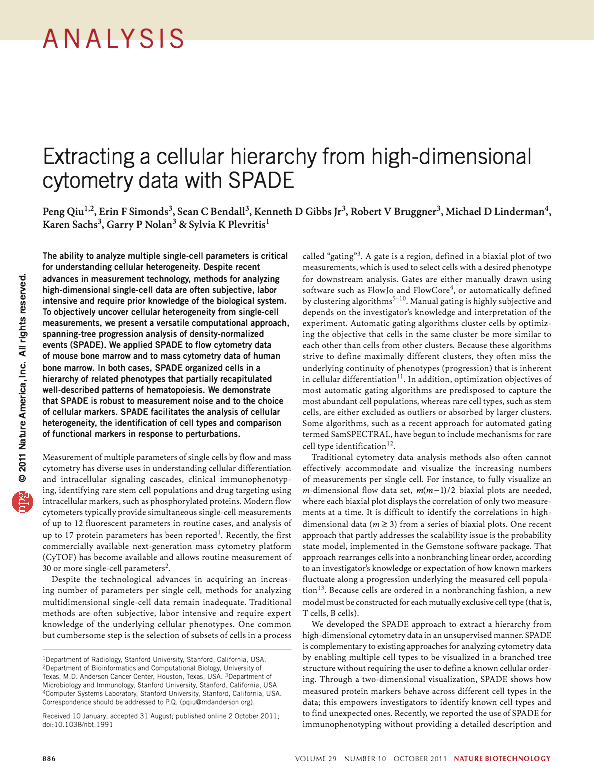 ANALYSIS
Extracting a cellular hierarchy from high-dimensional
cytometry data with SPADE
Peng Qiu1,2, Erin F Simonds3, Sean C Bendall3, Kenneth D Gibbs Jr3, Robert V Bruggner3, Michael D Linderman4,
Karen Sachs3, Garry P Nolan3 & Sylvia K Plevritis1
The ability to analyze multiple single-cell parameters is critical
for understanding cellular heterogeneity. Despite recent
advances in measurement technology, methods for analyzing
high-dimensional single-cell data are often subjective, labor
intensive and require prior knowledge of the biological system.
To objectively uncover cellular heterogeneity from single-cell
measurements, we present a versatile computational approach,
spanning-tree progression analysis of density-normalized
events (SPADE). We applied SPADE to flow cytometry data
of mouse bone marrow and to mass cytometry data of human
bone marrow. In both cases, SPADE organized cells in a
hierarchy of related phenotypes that partially recapitulated
well-described patterns of hematopoiesis. We demonstrate
that SPADE is robust to measurement noise and to the choice
of cellular markers. SPADE facilitates the analysis of cellular
heterogeneity, the identification of cell types and comparison
of functional markers in response to perturbations.
Measurement of multiple parameters of single cells by flow and mass
cytometry has diverse uses in understanding cellular differentiation
and intracellular signaling cascades, clinical immunophenotyp-
ing, identifying rare stem cell populations and drug targeting using
intracellular markers, such as phosphorylated proteins. Modern flow
cytometers typically provide simultaneous single-cell measurements
of up to 12 fluorescent parameters in routine cases, and analysis of
up to 17 protein parameters has been reported1. Recently, the first
commercially available next-generation mass cytometry platform
(CyTOF) has become available and allows routine measurement of
30 or more single-cell parameters2.
Despite the technological advances in acquiring an increas-
ing number of parameters per single cell, methods for analyzing
multidimensional single-cell data remain inadequate. Traditional
methods are often subjective, labor intensive and require expert
knowledge of the underlying cellular phenotypes. One common
but cumbersome step is the selection of subsets of cells in a process
1Department of Radiology, Stanford University, Stanford, California, USA.
2Department of Bioinformatics and Computational Biology, University of
Texas, M.D. Anderson Cancer Center, Houston, Texas, USA. 3Department of
Microbiology and Immunology, Stanford University, Stanford, California, USA.
4Computer Systems Laboratory, Stanford University, Stanford, California, USA.
Correspondence should be addressed to P.Q. (pqiu@mdanderson.org).
Received 10 January; accepted 31 August; published online 2 October 2011;
doi:10.1038/nbt.1991
called "gating"3. A gate is a region, defined in a biaxial plot of two
measurements, which is used to select cells with a desired phenotype
for downstream analysis. Gates are either manually drawn using
software such as FlowJo and FlowCore4, or automatically defined
by clustering algorithms5–10. Manual gating is highly subjective and
depends on the investigator's knowledge and interpretation of the
experiment. Automatic gating algorithms cluster cells by optimiz-
ing the objective that cells in the same cluster be more similar to
each other than cells from other clusters. Because these algorithms
strive to define maximally different clusters, they often miss the
underlying continuity of phenotypes (progression) that is inherent
in cellular differentiation11. In addition, optimization objectives of
most automatic gating algorithms are predisposed to capture the
most abundant cell populations, whereas rare cell types, such as stem
cells, are either excluded as outliers or absorbed by larger clusters.
Some algorithms, such as a recent approach for automated gating
termed SamSPECTRAL, have begun to include mechanisms for rare
cell type identification12.
Traditional cytometry data analysis methods also often cannot
effectively accommodate and visualize the increasing numbers
of measurements per single cell. For instance, to fully visualize an
m-dimensional flow data set, m(m−1)/2 biaxial plots are needed,
where each biaxial plot displays the correlation of only two measure-
ments at a time. It is difficult to identify the correlations in high-
dimensional data (m ≥ 3) from a series of biaxial plots. One recent
approach that partly addresses the scalability issue is the probability
state model, implemented in the Gemstone software package. That
approach rearranges cells into a nonbranching linear order, according
to an investigator's knowledge or expectation of how known markers
fluctuate along a progression underlying the measured cell popula-
tion13. Because cells are ordered in a nonbranching fashion, a new
model must be constructed for each mutually exclusive cell type (that is,
T cells, B cells).
We developed the SPADE approach to extract a hierarchy from
high-dimensional cytometry data in an unsupervised manner. SPADE
is complementary to existing approaches for analyzing cytometry data
by enabling multiple cell types to be visualized in a branched tree
structure without requiring the user to define a known cellular order-
ing. Through a two-dimensional visualization, SPADE shows how
measured protein markers behave across different cell types in the
data; this empowers investigators to identify known cell types and
to find unexpected ones. Recently, we reported the use of SPADE for
immunophenotyping without providing a detailed description and
© 2011 Nature America, Inc. All rights reserved.
886
VOLUME 29 NUMBER 10 OCTOBER 2011 NATURE BIOTECHNOLOGY